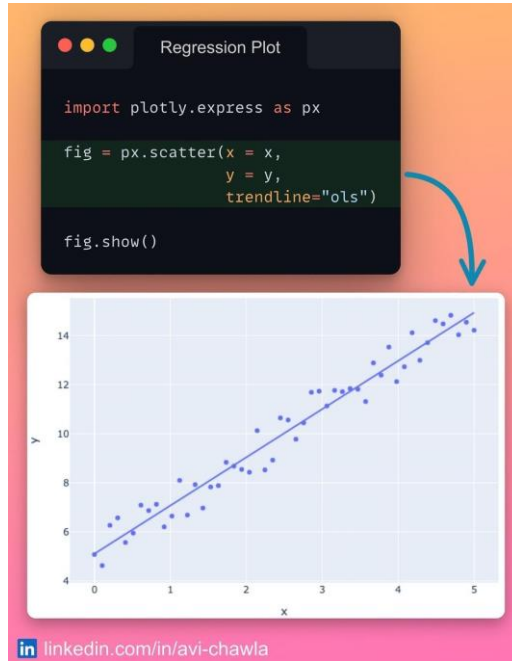 Regression Plot
import plotly.express as px
fig = px.scatter(x = x,
y = y,
trendline="ols")
fig.show()
14
12
10
8
6
4
y
0
1
2
3
4
5
x
in linkedin.com/in/avi-chawla